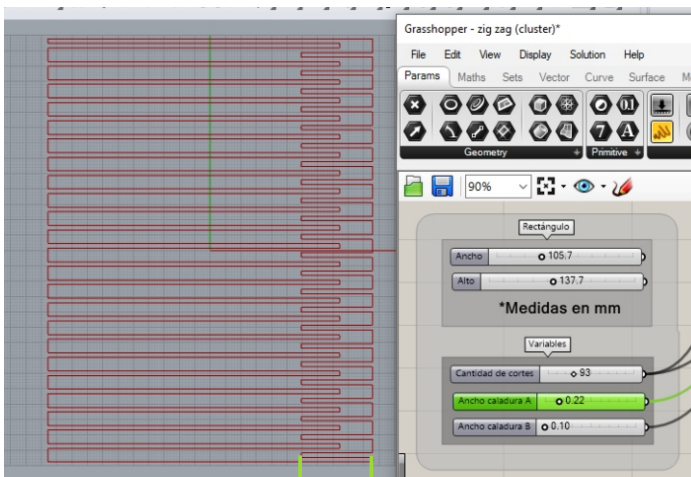 Grasshopper - zig zag (cluster)*
File Edit View Display Solution Help
Params Maths Sets Vector Curve Surface
Geometry
Primitive
90%
Rectángulo
Ancho 105.7
Alto 137.7
*Medidas en mm
Variables
Cantidad de cortes 93
Ancho caladura A 0.22
Ancho caladura B 0.10